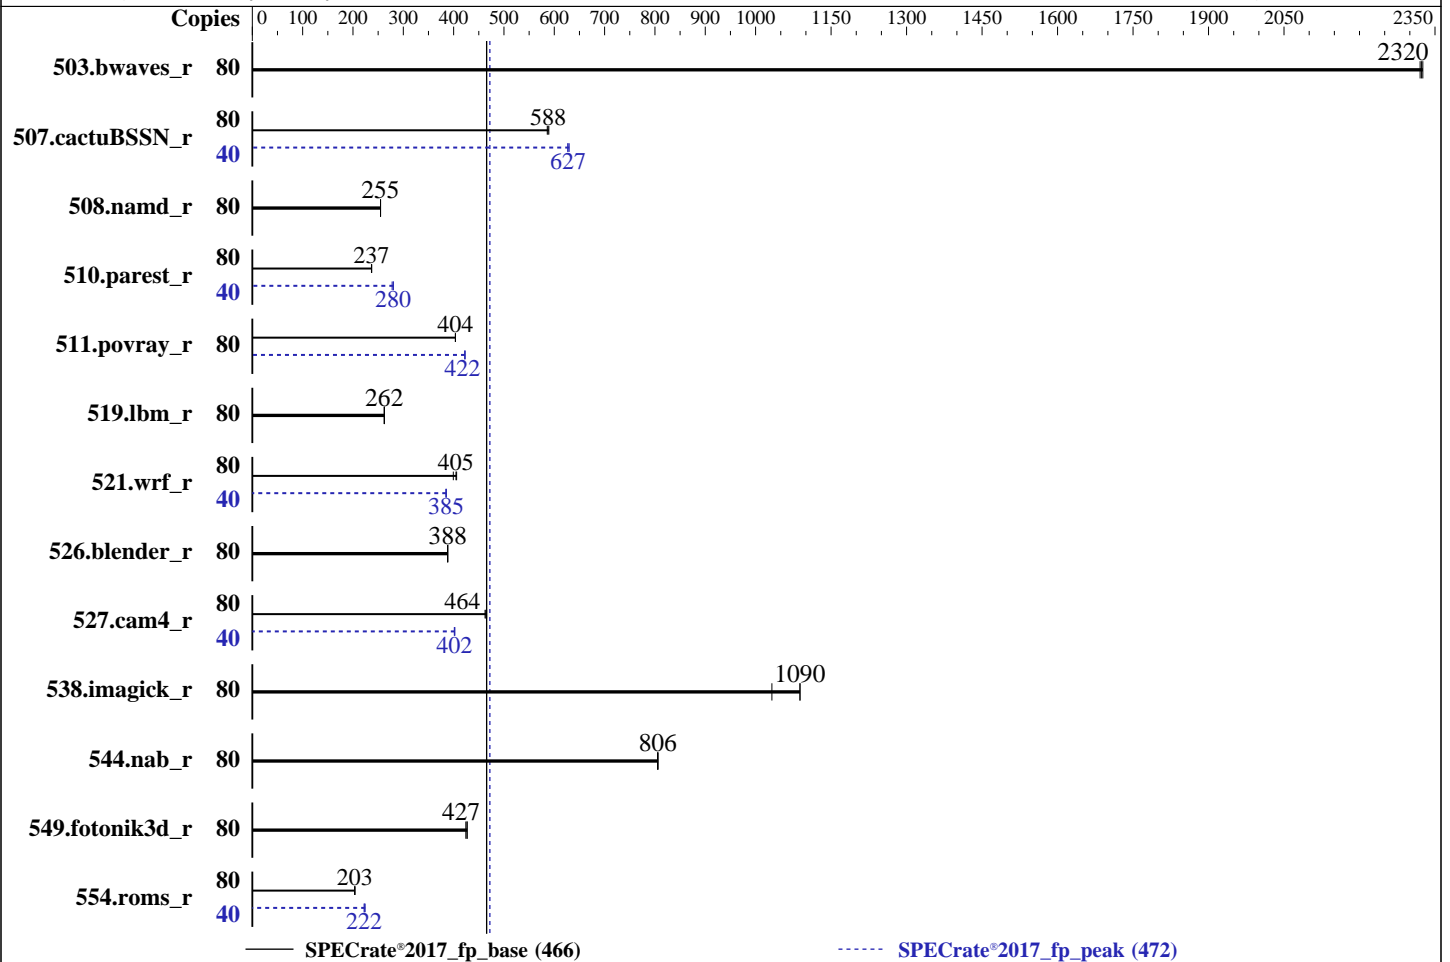 Copies 0 100 200 300 400 500 600 700 800 900 1000 1150 1300 1450 1600 1750 1900 2050 2350
503.bwaves_r 80 2320
507.cactuBSSN_r 80 588
40 627
508.namd_r 80 255
510.parest_r 80 237
40 280
511.povray_r 80 404
422
519.lbm_r 80 262
521.wrf_r 80 405
40 385
526.blender_r 80 388
527.cam4_r 80 464
40 402
538.imagick_r 80 1090
544.nab_r 80 806
549.fotonik3d_r 80 427
554.roms_r 80 203
40 222
SPECrate®2017_fp_base (466) SPECrate®2017_fp_peak (472)